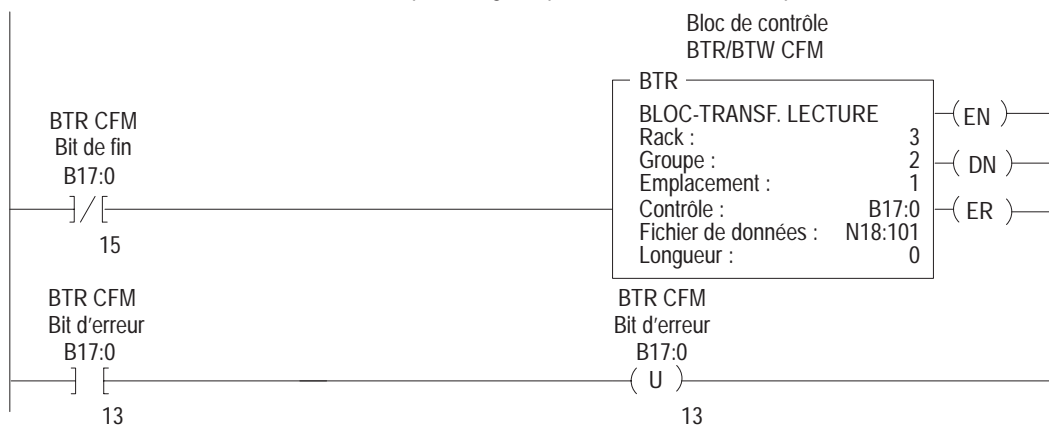 Bloc de contrôle
BTR/BTW CFM
BTR CFM
Bit de fin
B17:0
15
BTR
BLOC-TRANSF. LECTURE
Rack : 3
Groupe : 2
Emplacement : 1
Contrôle : B17:0
Fichier de données : N18:101
Longueur : 0
EN
DN
ER
BTR CFM
Bit d'erreur
B17:0
13
BTR CFM
Bit d'erreur
B17:0
U
13